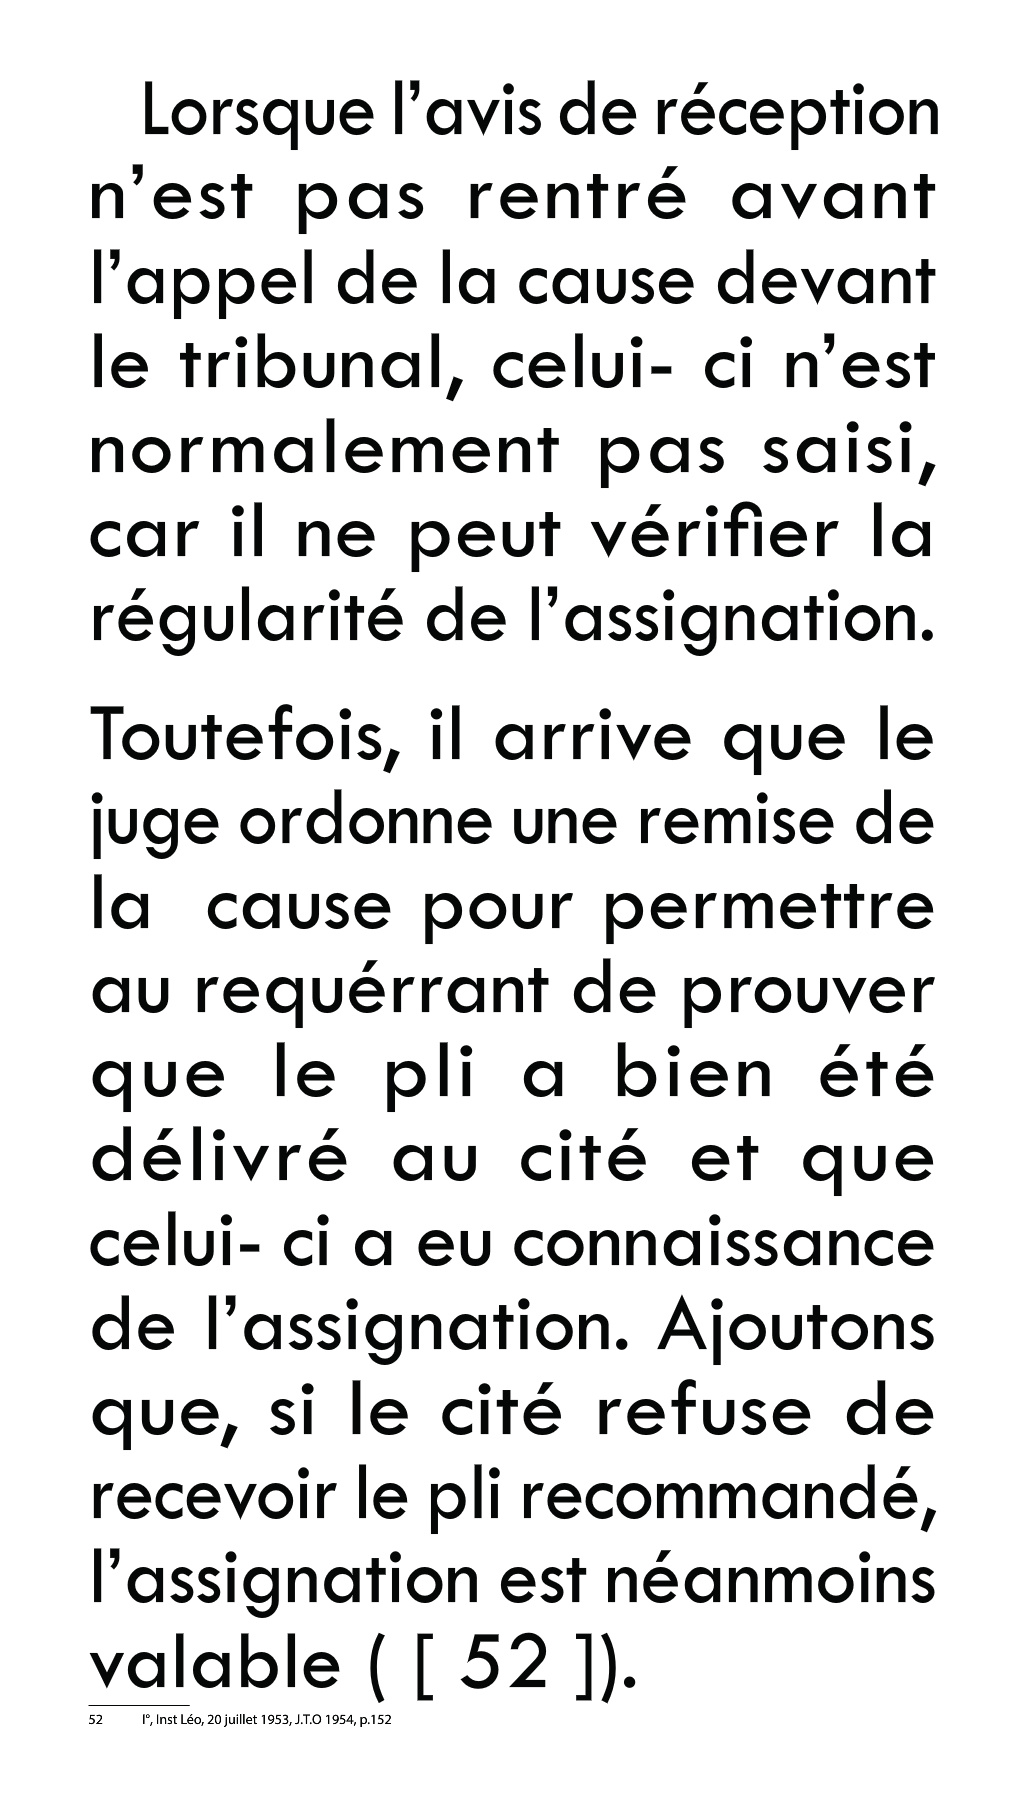 Lorsque l’avis de réception
n’est pas rentré avant
l’appel de la cause devant
le tribunal, celui- ci n’est
normalement pas saisi,
car il ne peut vérifier la
régularité de l’assignation.
Toutefois, il arrive que le
juge ordonne une remise de
la cause pour permettre
au requérrant de prouver
que le pli a bien été
délivré au cité et que
celui- ci a eu connaissance
de l’assignation. Ajoutons
que, si le cité refuse de
recevoir le pli recommandé,
l’assignation est néanmoins
valable ( [ 52 ]).
52 I°, Inst Léo, 20 juillet 1953, J.T.O 1954, p.152